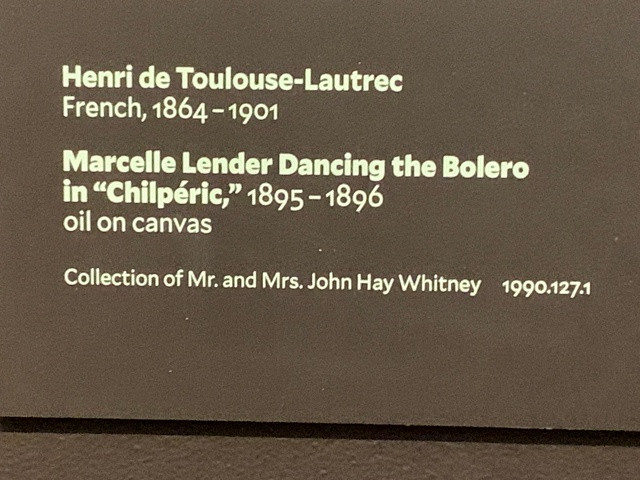 Henri de Toulouse-Lautrec
French, 1864–1901
Marcelle Lender Dancing the Bolero
in “Chilpéric,” 1895–1896
oil on canvas
Collection of Mr. and Mrs. John Hay Whitney 1990.127.1